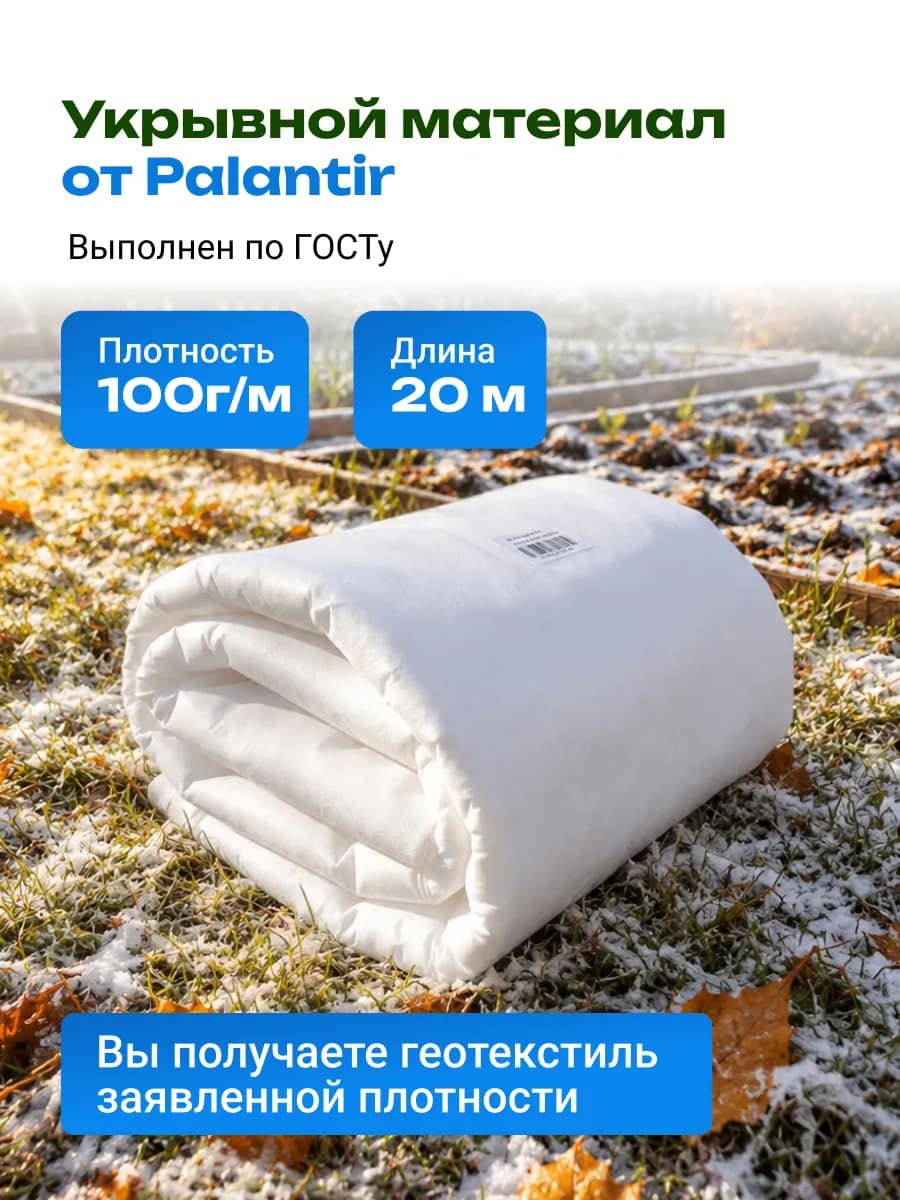 Укрывной материал
от Palantir
Выполнен по ГОСТу
Плотность
100г/м
Длина
20 м
Вы получаете геотекстиль
заявленной плотности